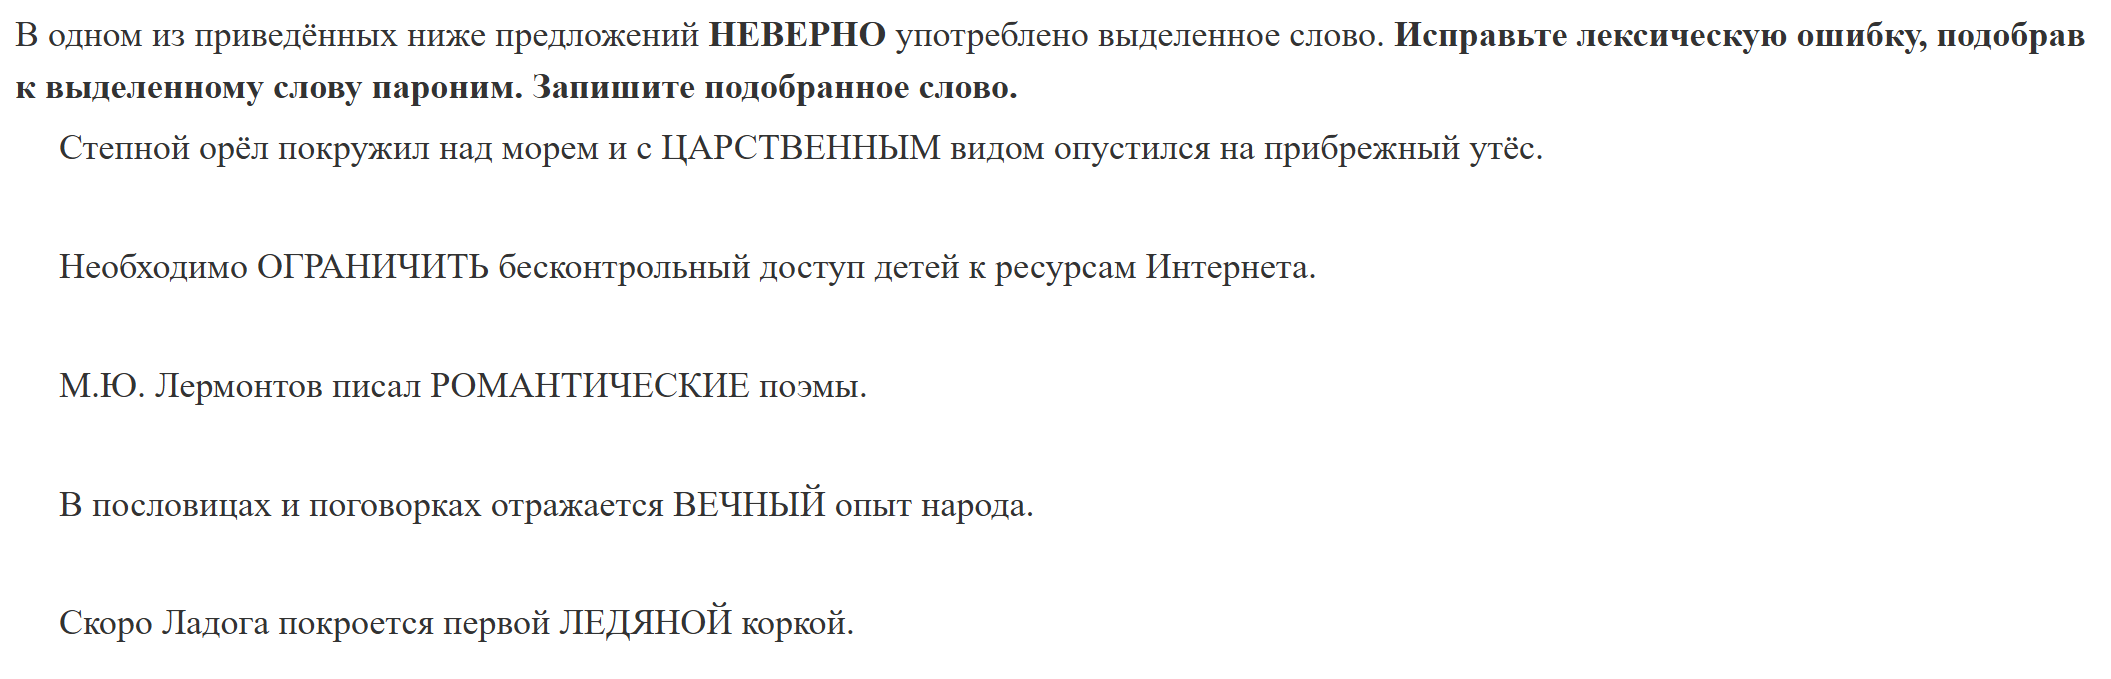 В одном из приведённых ниже предложений НЕВЕРНО употреблено выделенное слово. Исправьте лексическую ошибку, подобрав
к выделенному слову пароним. Запишите подобранное слово.
Степной орёл покружил над морем и с ЦАРСТВЕННЫМ видом опустился на прибрежный утёс.
Необходимо ОГРАНИЧИТЬ бесконтрольный доступ детей к ресурсам Интернета.
М.Ю. Лермонтов писал РОМАНТИЧЕСКИЕ поэмы.
В пословицах и поговорках отражается ВЕЧНЫЙ опыт народа.
Скоро Ладога покроется первой ЛЕДЯНОЙ коркой.